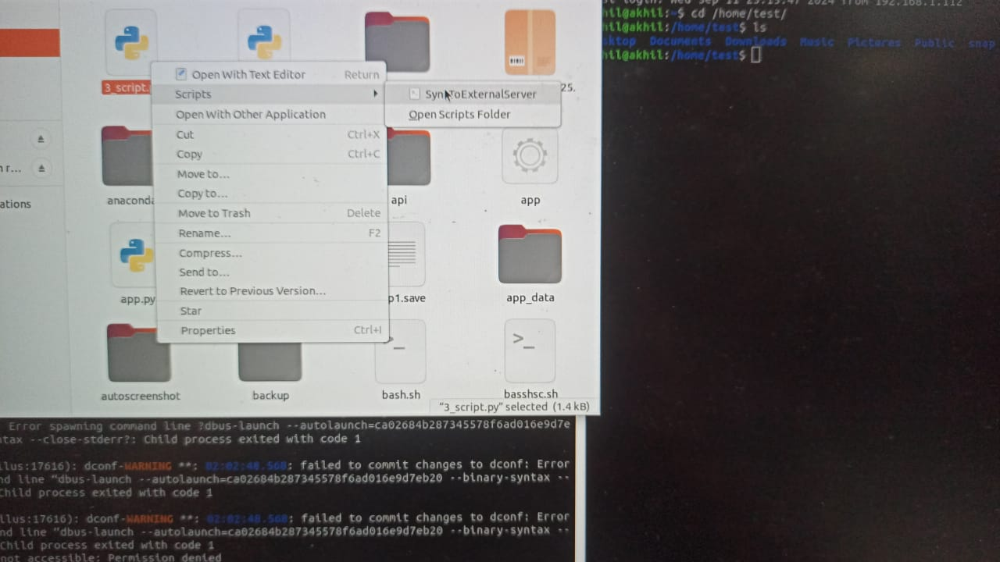 3_script.
25.
Open With Text Editor Return
Scripts
Open With Other Application
Cut Ctrl+X
Copy Ctrl+C
Move to...
Copy to...
Move to Trash Delete
Rename... F2
Compress...
Send to...
Revert to Previous Version...
Star
Properties Ctrl+I
SyncToExternalServer
Open Scripts Folder
n r...
ations
anaconda
api
app
app.py
p1.save
app_data
autoscreenshot
backup
bash.sh
basshsc.sh
"3_script.py" selected (1.4 kB)
Error spawning command line ?dbus-launch --autolaunch=ca02684b287345578f6ad016e9d7e
tax --close-stderr?: Child process exited with code 1
llus:17616): dconf-WARNING **: 02:02:48.568: failed to commit changes to dconf: Error
nd line "dbus-launch --autolaunch=ca02684b287345578f6ad016e9d7eb20 --binary-syntax --
Child process exited with code 1
llus:17616): dconf-WARNING **: 02:02:48.568: failed to commit changes to dconf: Error
nd line "dbus-launch --autolaunch=ca02684b287345578f6ad016e9d7eb20 --binary-syntax --
Child process exited with code 1
not accessible: Permission denied
st login: Wed Sep 11 23:15:47 2024 from 192.168.1.112
hil@akhil:~$ cd /home/test/
hil@akhil:/home/test$ ls
sktop Documents Downloads Music Pictures Public snap
hil@akhil:/home/test$